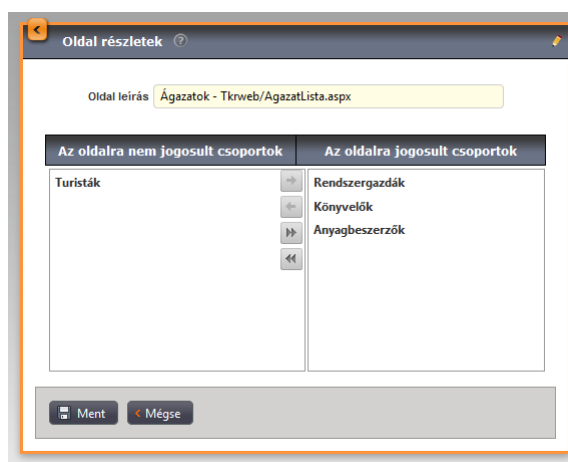 Oldal részletek
Oldal leírás Ágazatok - Tkrweb/AgazatLista.aspx
Az oldalra nem jogosult csoportok Az oldalra jogosult csoportok
Turisták
Rendszergazdák
Könyvelők
Anyagbeszerzők
Ment Mégse